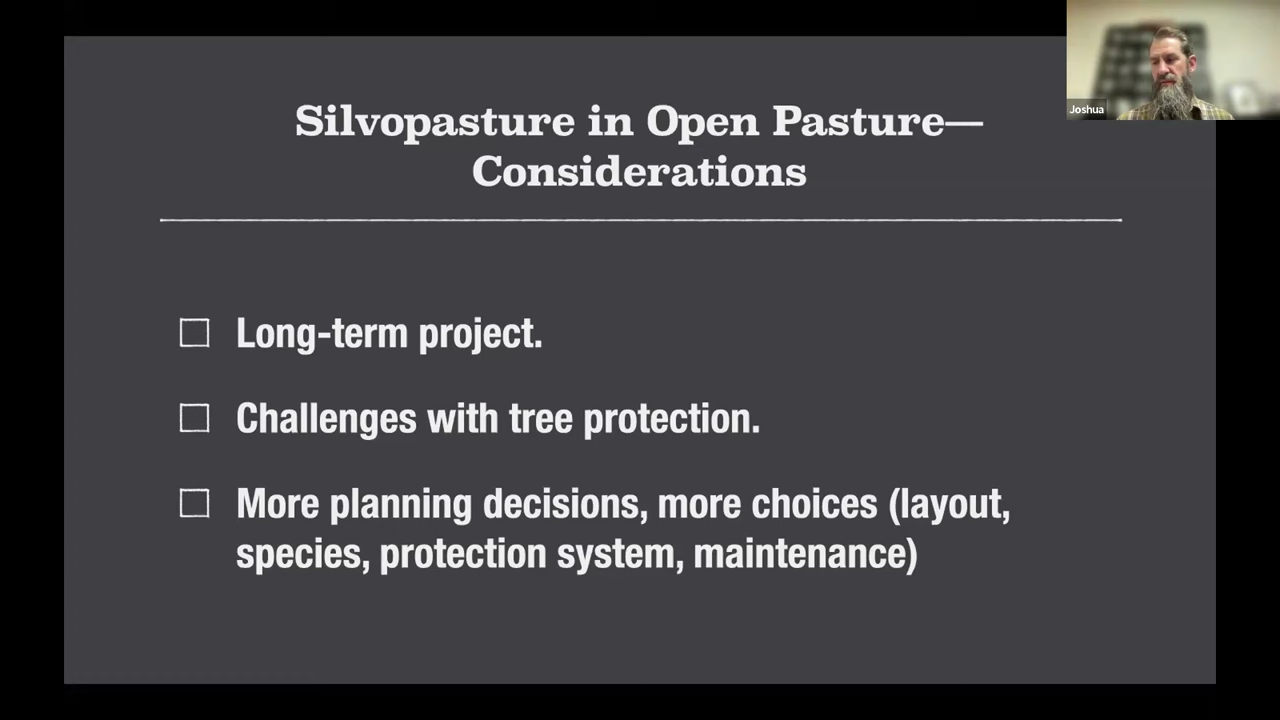 Silvopasture in Open Pasture—
Considerations
Joshua
Long-term project.
Challenges with tree protection.
More planning decisions, more choices (layout,
species, protection system, maintenance)